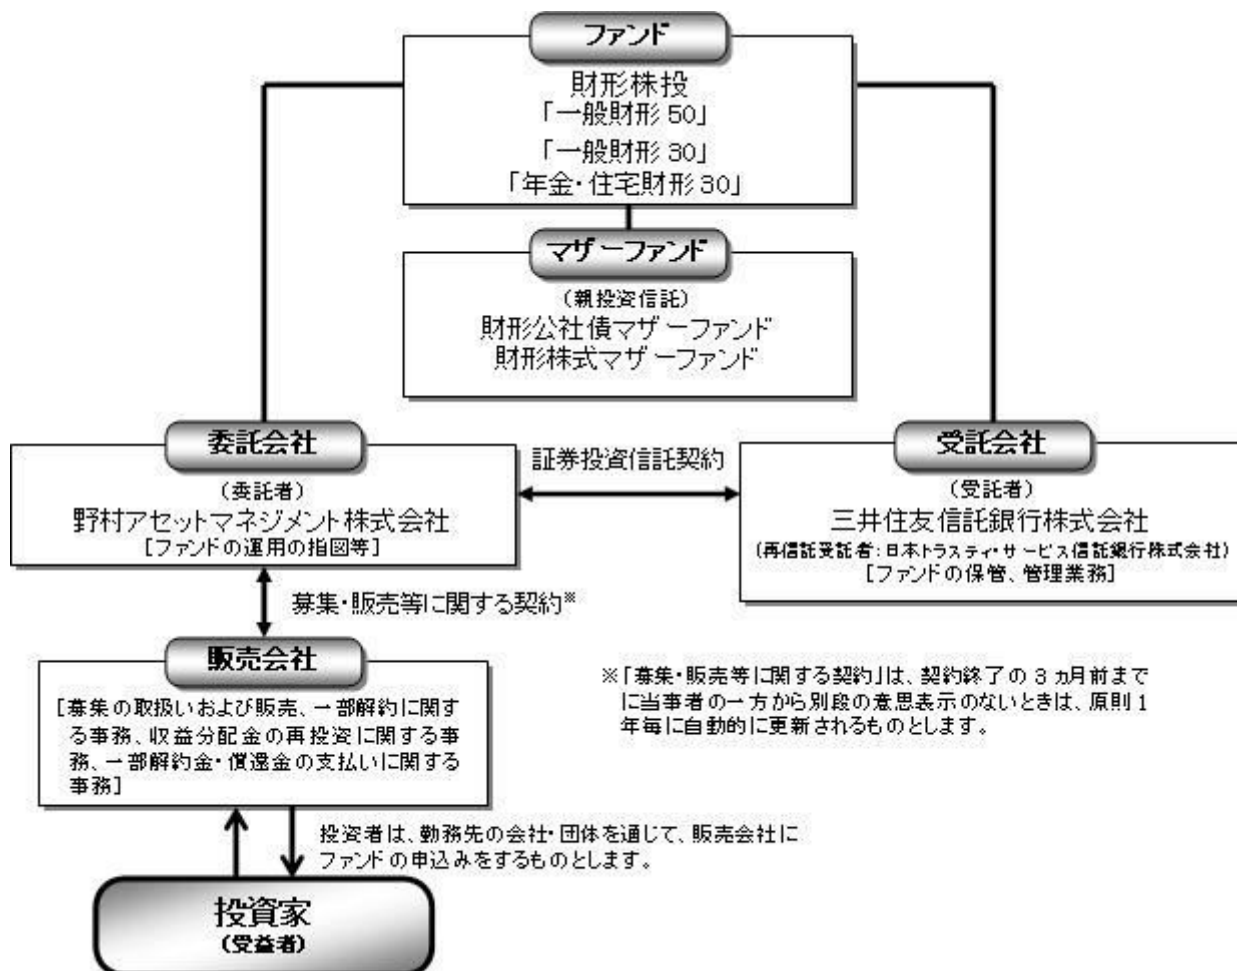 ファンド
財形株投
「一般財形50」
「一般財形30」
「年金・住宅財形30」
マザーファンド
(親投資信託)
財形公社債マザーファンド
財形株式マザーファンド
委託会社
(委託者)
野村アセットマネジメント株式会社
[ファンドの運用の指図等]
証券投資信託契約
受託会社
(受託者)
三井住友信託銀行株式会社
(再信託受託者:日本トラスティ・サービス信託銀行株式会社)
[ファンドの保管、管理業務]
募集・販売等に関する契約※
販売会社
[募集の取扱いおよび販売、一部解約に関す
る事務、収益分配金の再投資に関する事
務、一部解約金・償還金の支払いに関する
事務]
※「募集・販売等に関する契約」は、契約終了の3ヵ月前まで
に当事者の一方から別段の意思表示のないときは、原則1
年毎に自動的に更新されるものとします。
投資者は、勤務先の会社・団体を通じて、販売会社に
ファンドの申込みをするものとします。
投資家
(受益者)